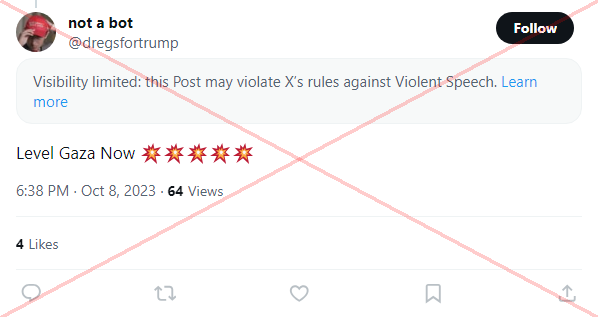 not a bot
@dregsfortrump
Follow
Visibility limited: this Post may violate X's rules against Violent Speech. Learn
more
Level Gaza Now 💥💥💥💥💥
6:38 PM · Oct 8, 2023 · 64 Views
4 Likes